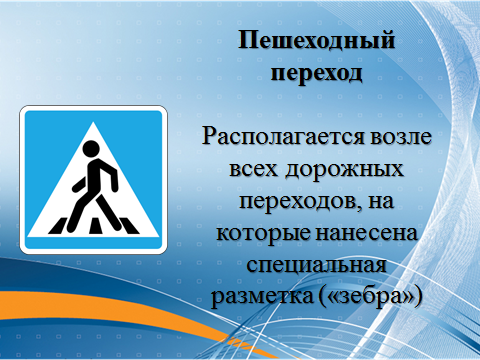 Пешеходный
переход
Располагается возле
всех дорожных
переходов, на
которые нанесена
специальная
разметка («зебра»)